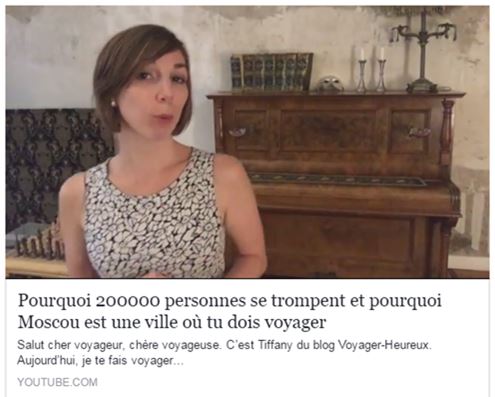 Pourquoi 200000 personnes se trompent et pourquoi
Moscou est une ville où tu dois voyager
Salut cher voyageur, chère voyageuse. C'est Tiffany du blog Voyager-Heureux.
Aujourd'hui, je te fais voyager...
YOUTUBE.COM